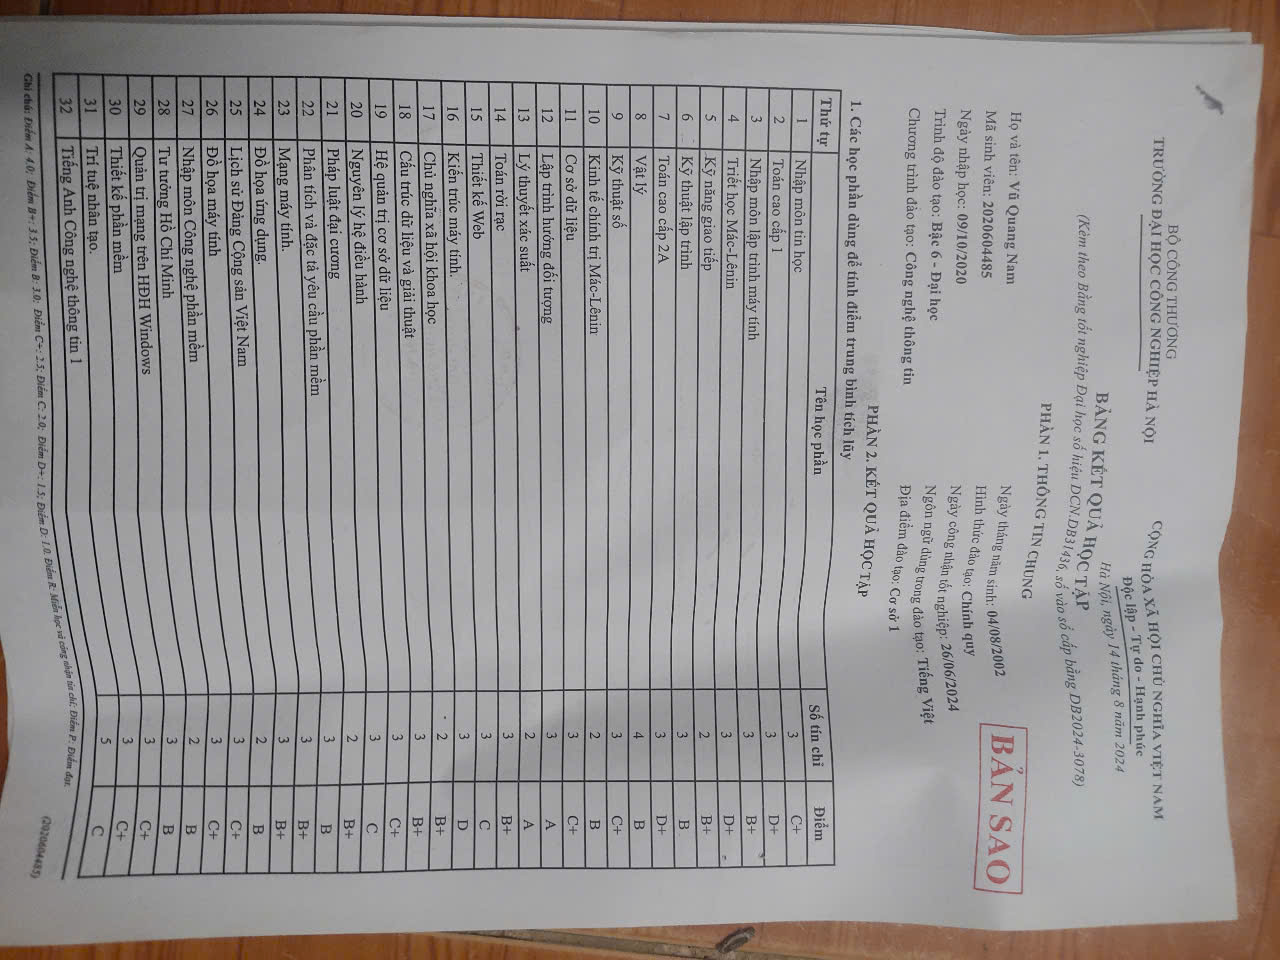 BỘ CÔNG THƯƠNG
TRƯỜNG ĐẠI HỌC CÔNG NGHIỆP HÀ NỘI
CỘNG HÒA XÃ HỘI CHỦ NGHĨA VIỆT NAM
Độc lập - Tự do - Hạnh phúc
Hà Nội, ngày 14 tháng 8 năm 2024
BẢNG KẾT QUẢ HỌC TẬP
(Kèm theo Bằng tốt nghiệp Đại học số hiệu DCN.DB31436, số vào sổ cấp bằng DB2024-3078)
BẢN SAO
PHẦN 1. THÔNG TIN CHUNG
Họ và tên: Vũ Quang Nam
Ngày tháng năm sinh: 04/08/2002
Mã sinh viên: 2020604485
Hình thức đào tạo: Chính quy
Ngày nhập học: 09/10/2020
Ngày công nhận tốt nghiệp: 26/06/2024
Trình độ đào tạo: Bậc 6 - Đại học
Ngôn ngữ dùng trong đào tạo: Tiếng Việt
Chương trình đào tạo: Công nghệ thông tin
Địa điểm đào tạo: Cơ sở 1
PHẦN 2. KẾT QUẢ HỌC TẬP
1. Các học phần dùng để tính điểm trung bình tích lũy
Thứ tự Tên học phần Số tín chỉ Điểm
1 Nhập môn tin học 3 C+
2 Toán cao cấp 1 3 D+
3 Nhập môn lập trình máy tính 3 B+
4 Triết học Mác-Lênin 3 D+
5 Kỹ năng giao tiếp 2 B+
6 Kỹ thuật lập trình 3 B
7 Toán cao cấp 2A 3 D+
8 Vật lý 4 B
9 Kỹ thuật số 3 C+
10 Kinh tế chính trị Mác-Lênin 2 B
11 Cơ sở dữ liệu 3 C+
12 Lập trình hướng đối tượng 3 A
13 Lý thuyết xác suất 2 A
14 Toán rời rạc 3 B+
15 Thiết kế Web 3 C
16 Kiến trúc máy tính. 3 D
17 Chủ nghĩa xã hội khoa học 2 B+
18 Cấu trúc dữ liệu và giải thuật 3 B+
19 Hệ quản trị cơ sở dữ liệu 3 C+
20 Nguyên lý hệ điều hành 3 C
21 Pháp luật đại cương 2 B+
22 Phân tích và đặc tả yêu cầu phần mềm 3 B
23 Mạng máy tính. 3 B+
24 Đồ họa ứng dụng. 3 B+
25 Lịch sử Đảng Cộng sản Việt Nam 2 B
26 Đồ họa máy tính 3 C+
27 Nhập môn Công nghệ phần mềm 3 C+
28 Tư tưởng Hồ Chí Minh 2 B
29 Quản trị mạng trên HĐH Windows 3 B
30 Thiết kế phần mềm 3 C+
31 Trí tuệ nhân tạo. 3 C+
32 Tiếng Anh Công nghệ thông tin 1 5 C
Ghi chú: Điểm A: 4.0; Điểm B+: 3.5; Điểm B: 3.0; Điểm C+: 2.5; Điểm C: 2.0; Điểm D+: 1.5; Điểm D: 1.0. Điểm R: Miễn học và công nhận tín chỉ; Điểm P: Điểm đạt.
(2020604485)